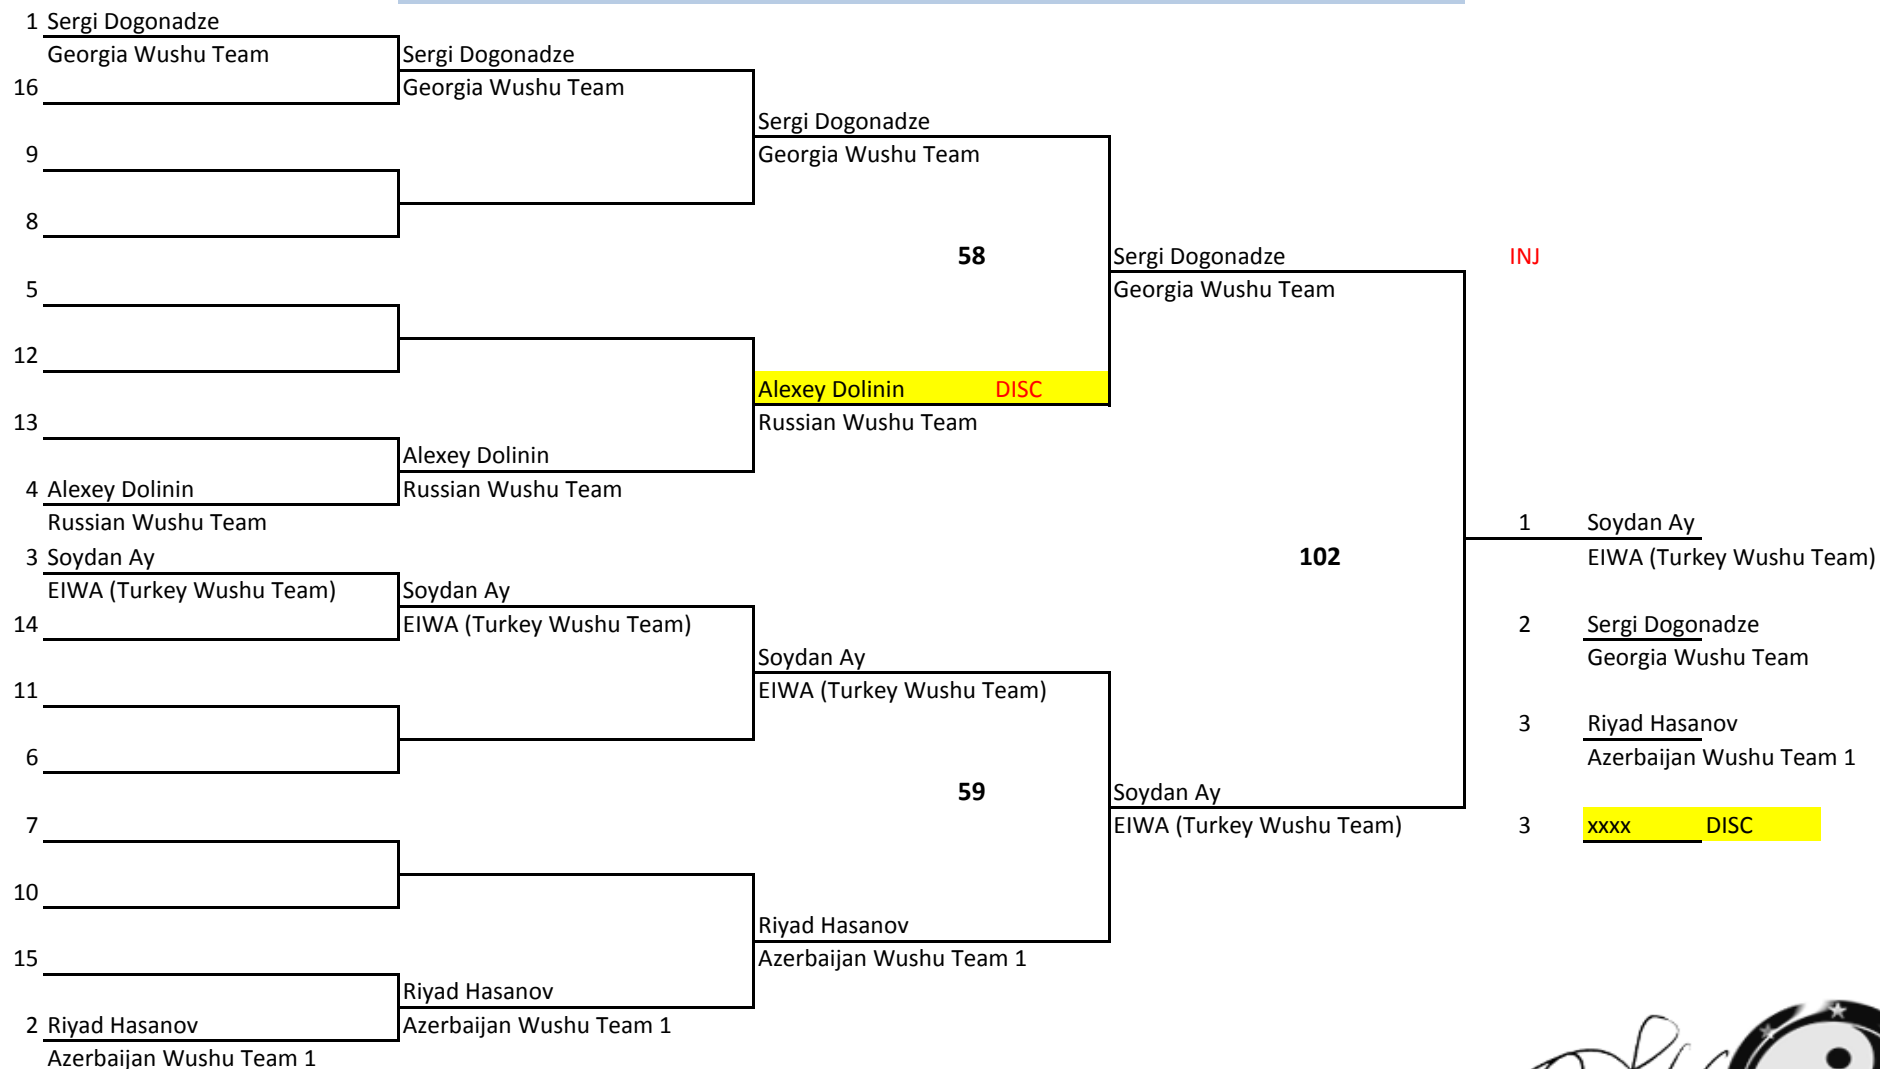 1 Sergi Dogonadze
Georgia Wushu Team
Sergi Dogonadze
16
Georgia Wushu Team
Sergi Dogonadze
9
Georgia Wushu Team
8
58
Sergi Dogonadze
INJ
5
Georgia Wushu Team
12
Alexey Dolinin DISC
13
Russian Wushu Team
Alexey Dolinin
4 Alexey Dolinin
Russian Wushu Team
Russian Wushu Team
1 Soydan Ay
3 Soydan Ay
102
EIWA (Turkey Wushu Team)
EIWA (Turkey Wushu Team)
Soydan Ay
14
EIWA (Turkey Wushu Team)
2 Sergi Dogonadze
Soydan Ay
Georgia Wushu Team
11
EIWA (Turkey Wushu Team)
3 Riyad Hasanov
6
Azerbaijan Wushu Team 1
59
Soydan Ay
7
EIWA (Turkey Wushu Team)
3 xxxx DISC
10
Riyad Hasanov
15
Azerbaijan Wushu Team 1
Riyad Hasanov
2 Riyad Hasanov
Azerbaijan Wushu Team 1
Azerbaijan Wushu Team 1